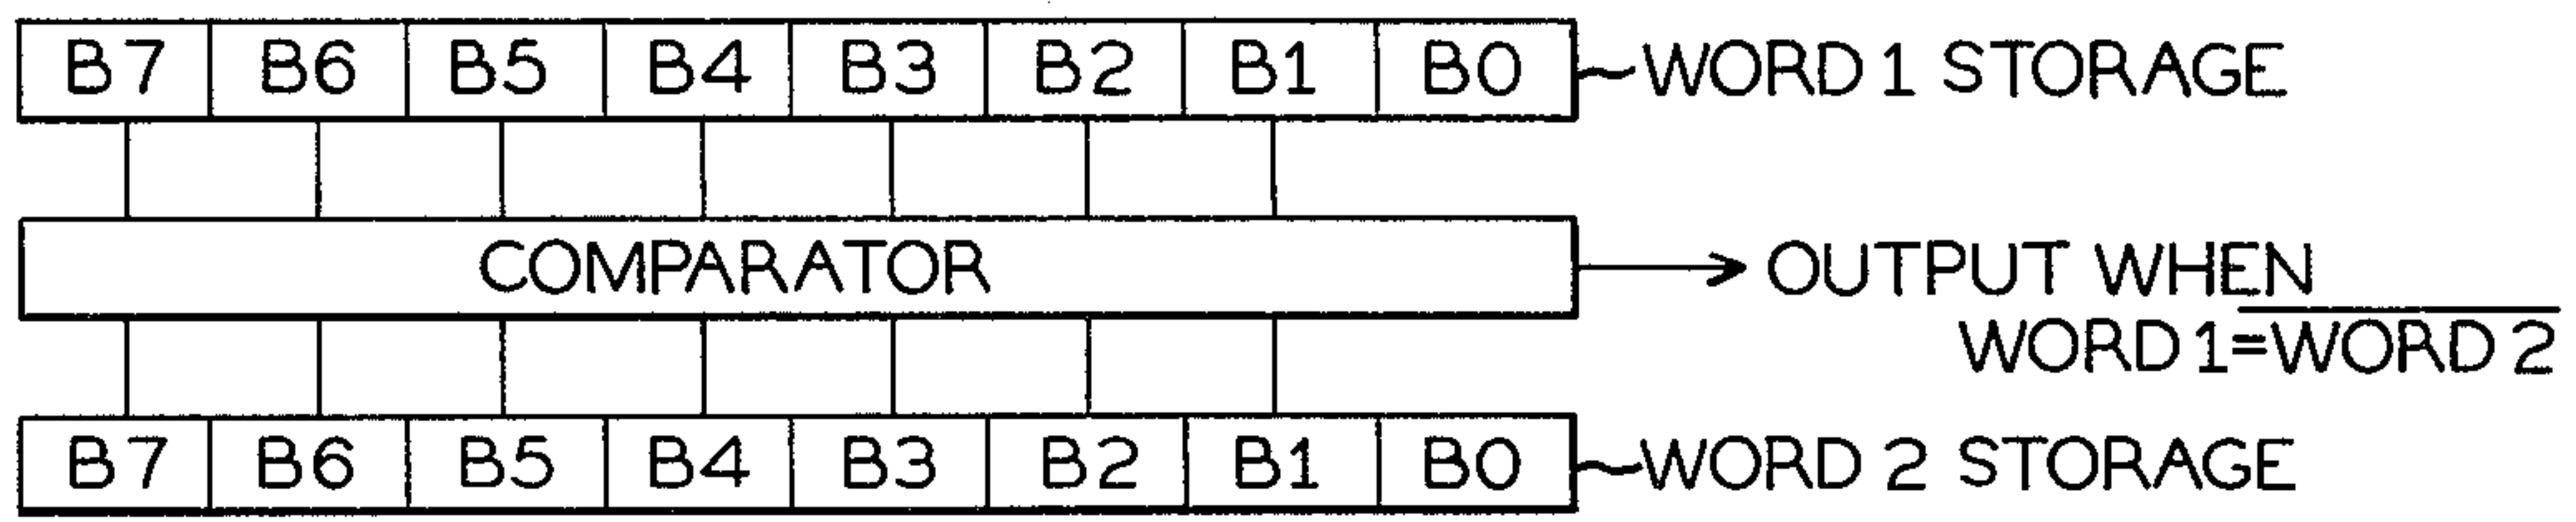 B7 B6 B5 B4 B3 B2 B1 B0 WORD 1 STORAGE
COMPARATOR
OUTPUT WHEN
WORD 1=W̅O̅R̅D̅ ̅2̅
B7 B6 B5 B4 B3 B2 B1 B0 WORD 2 STORAGE